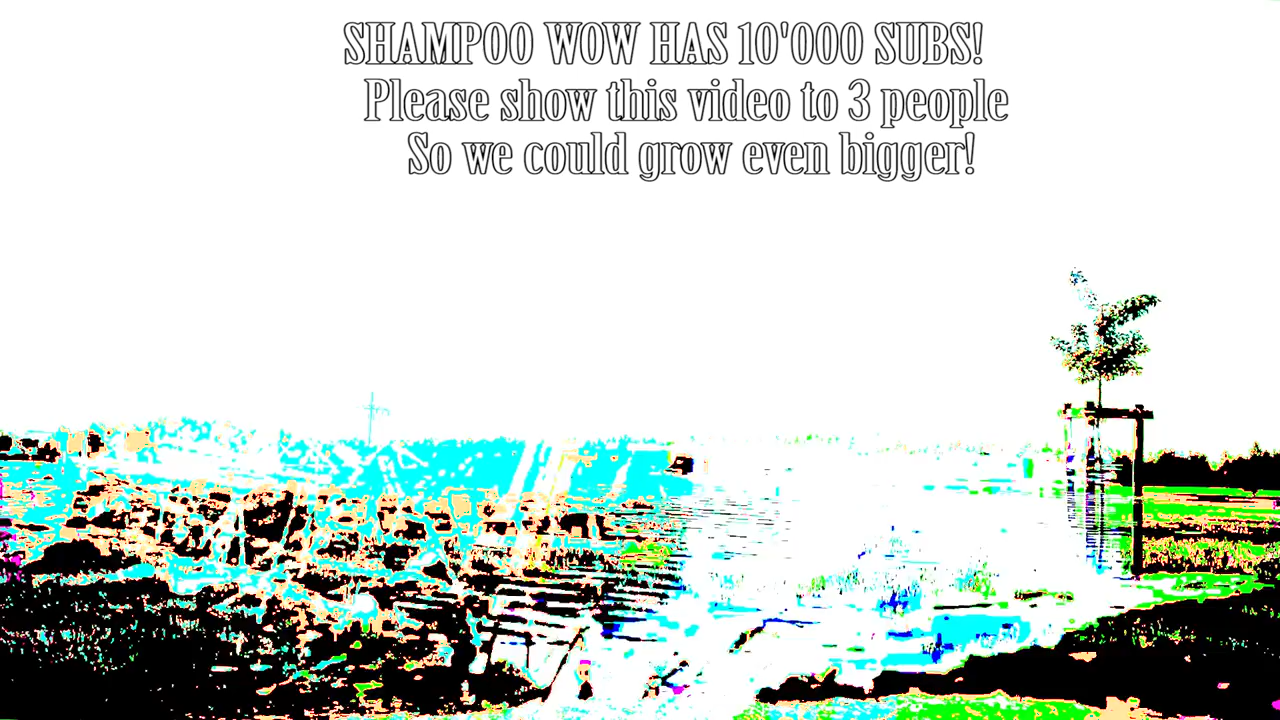 SHAMPOO WOW HAS 10'000 SUBS!
Please show this video to 3 people
So we could grow even bigger!